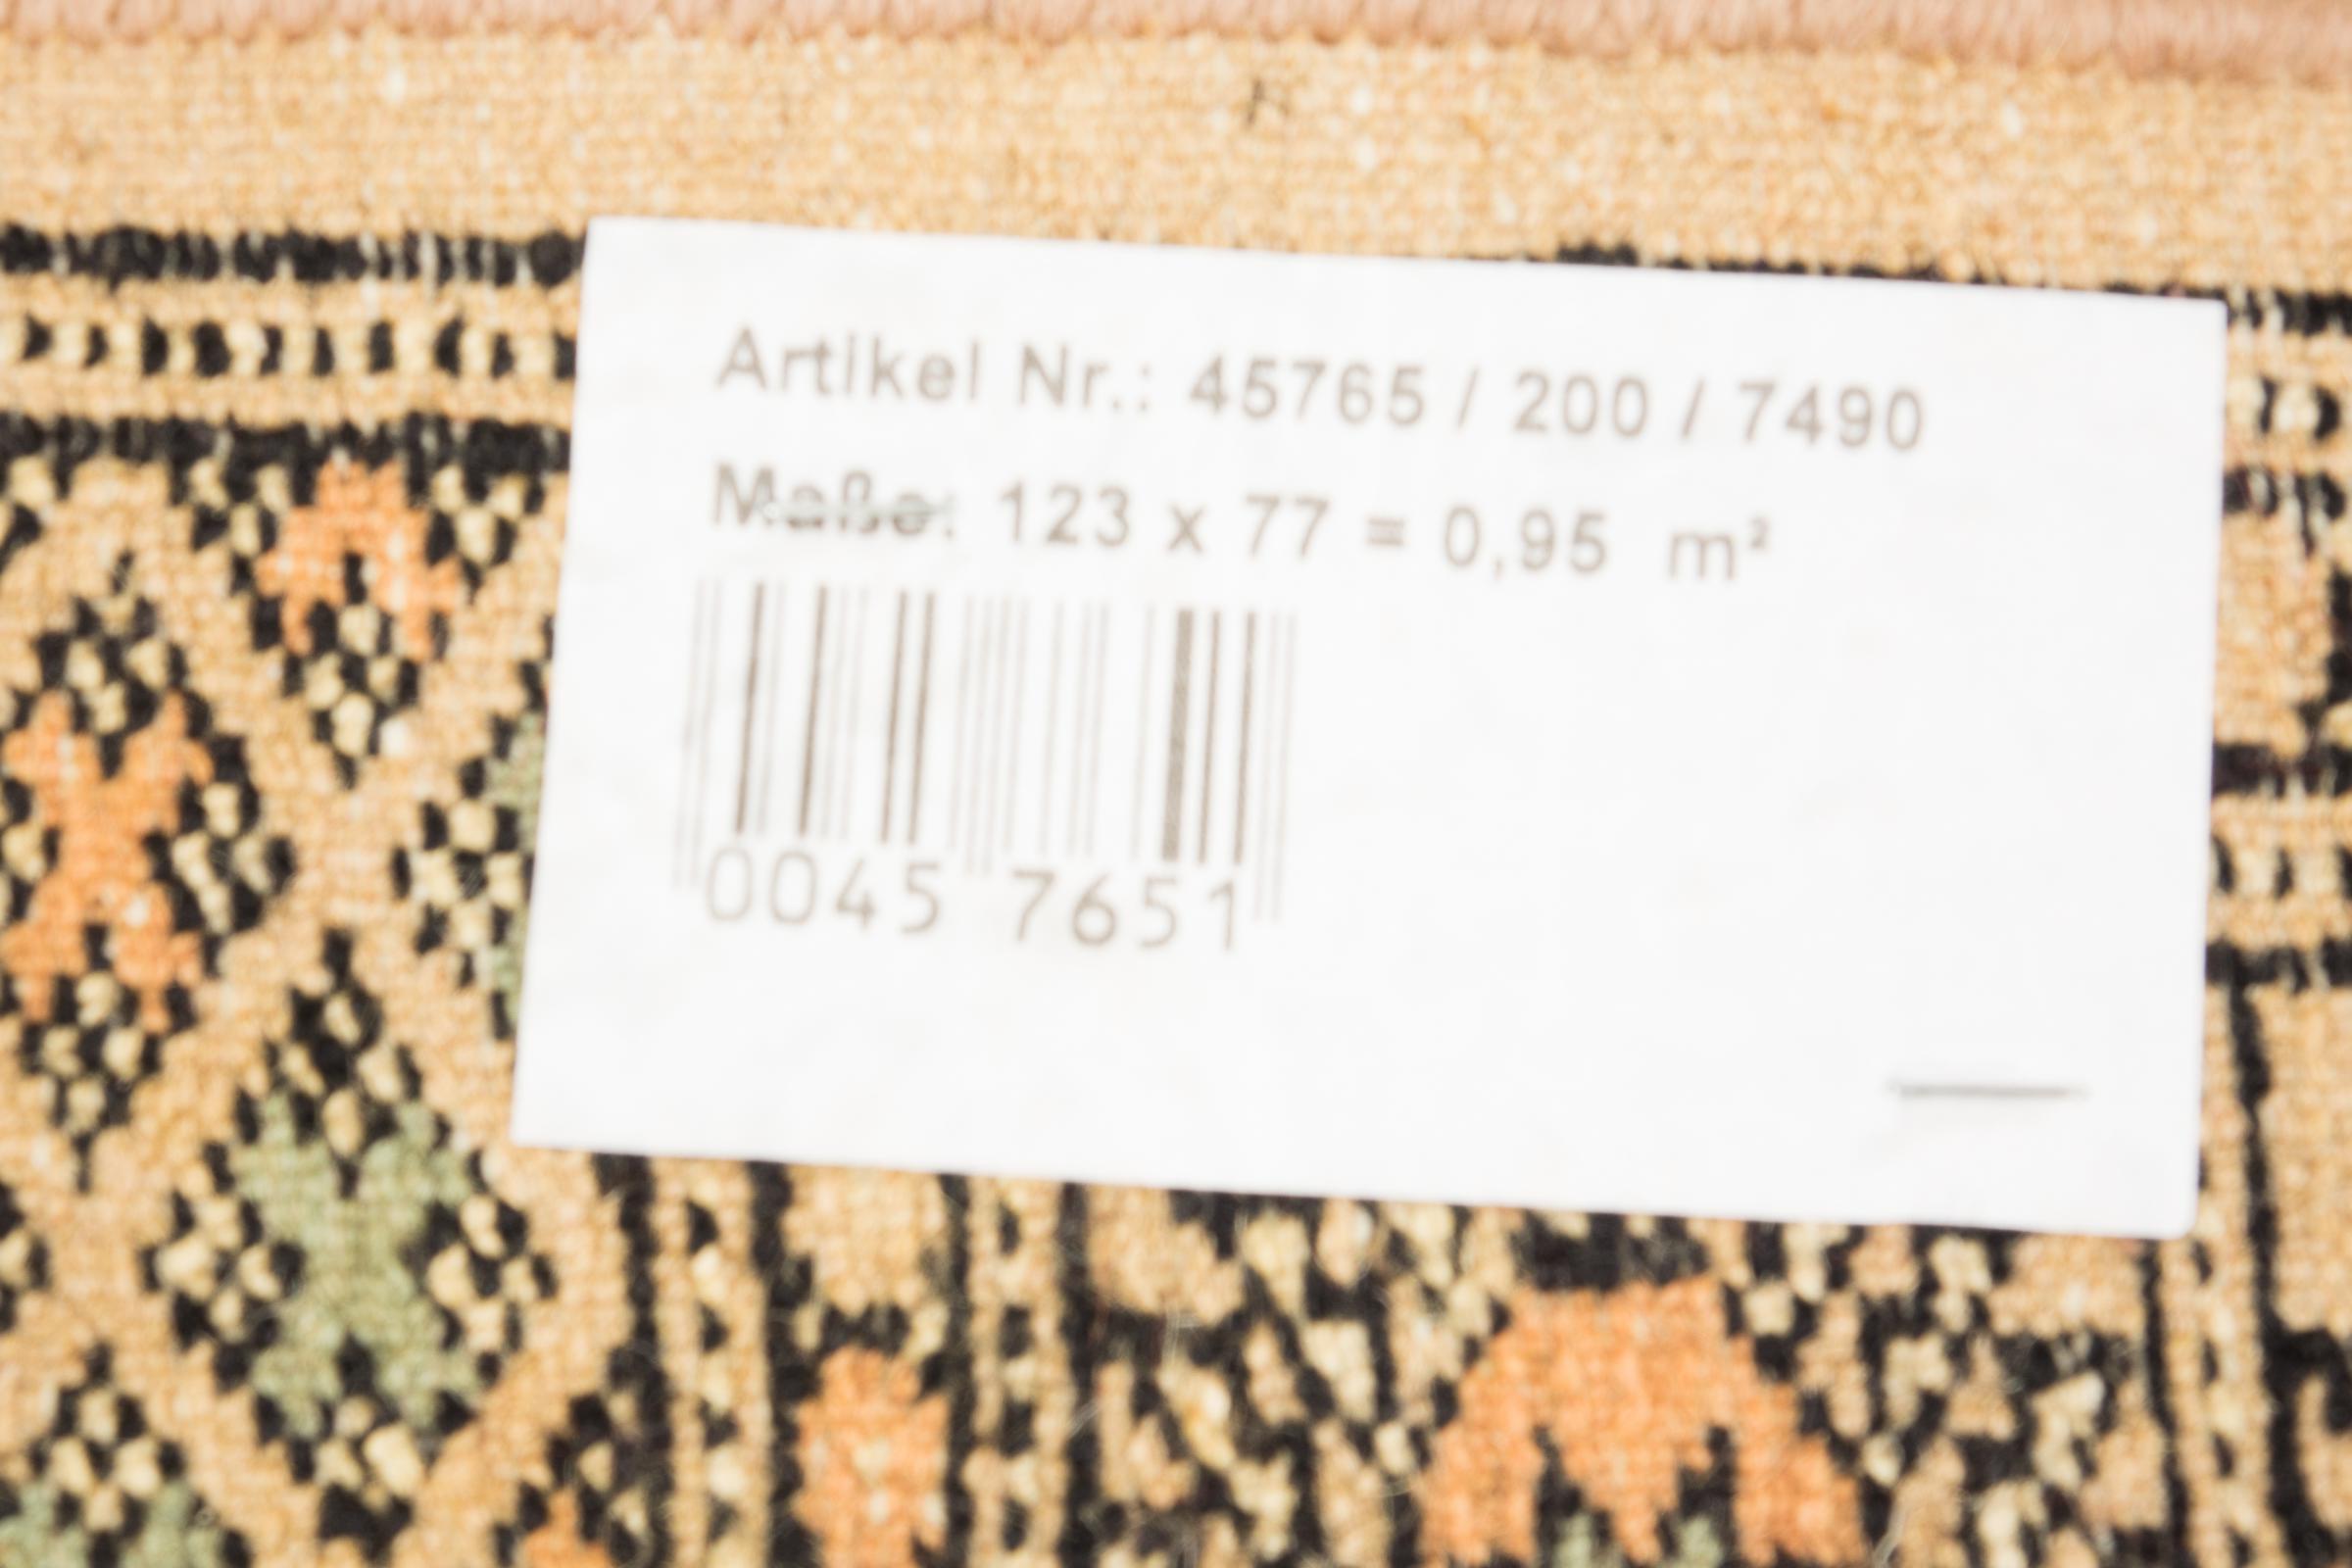 Artikel Nr.: 45765 / 200 / 7490
Maße: 123 x 77 = 0,95 m²
0045 7651